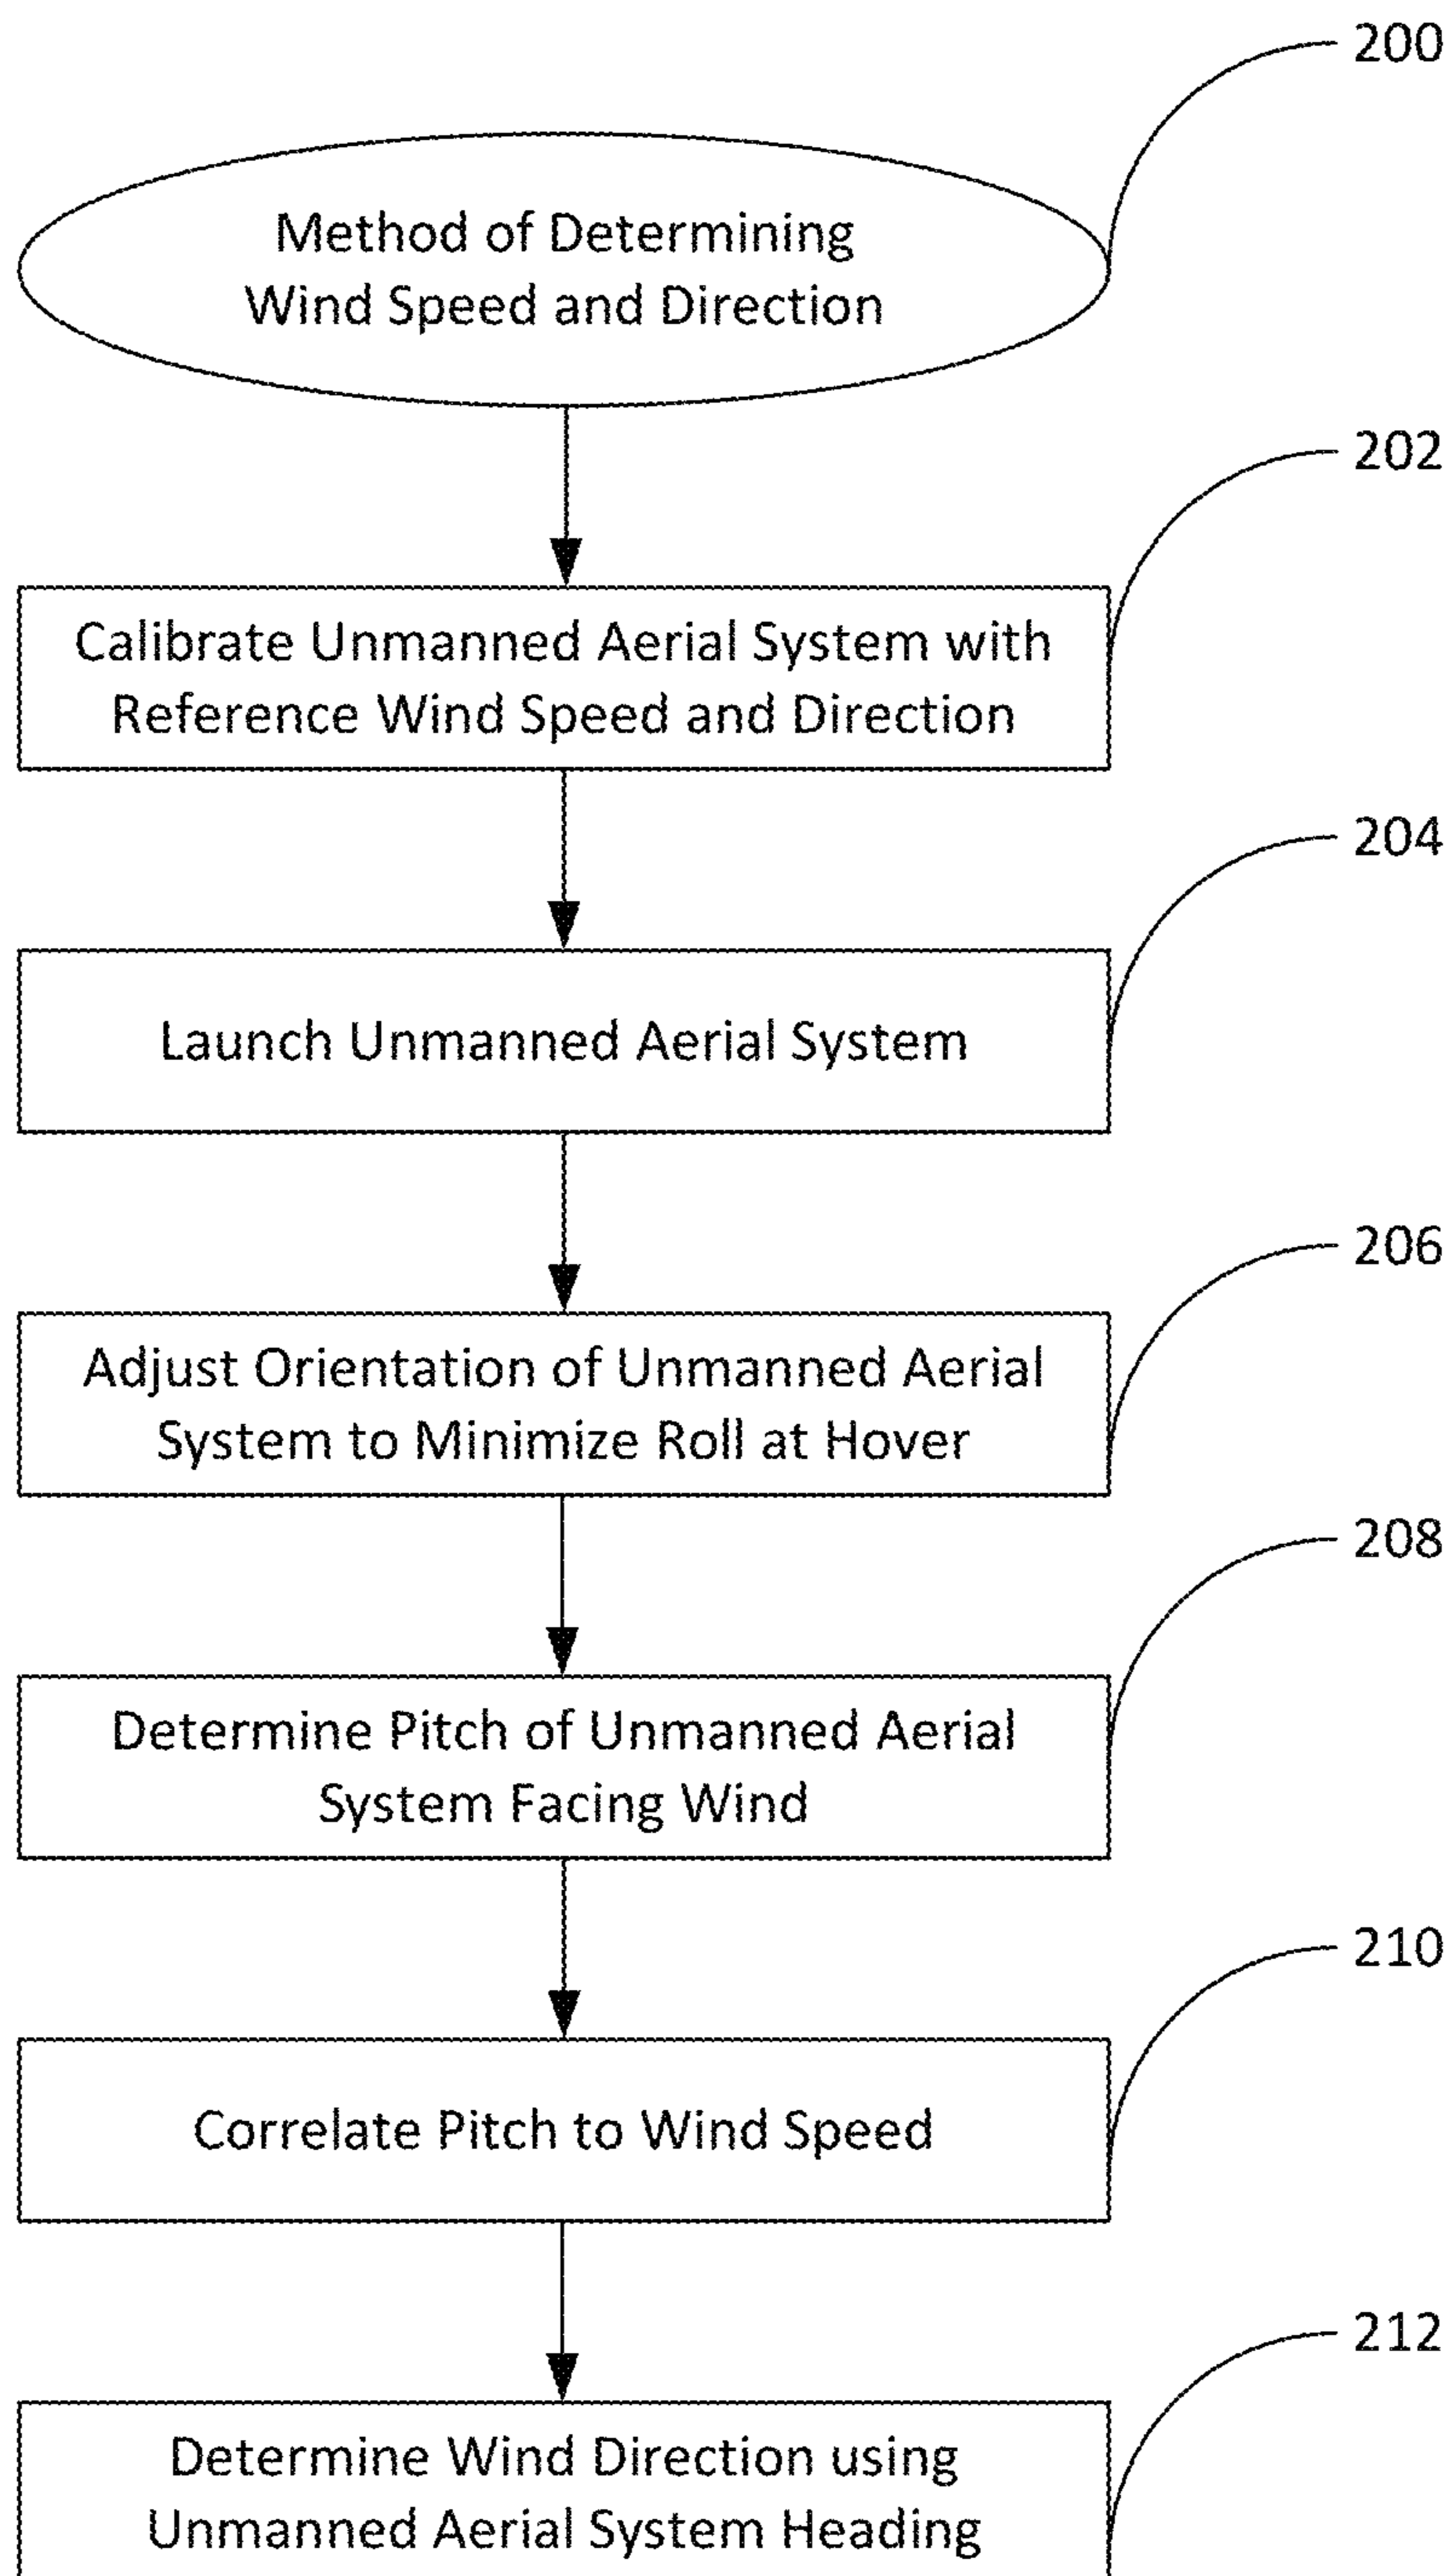 200
Method of Determining
Wind Speed and Direction
202
Calibrate Unmanned Aerial System with
Reference Wind Speed and Direction
204
Launch Unmanned Aerial System
206
Adjust Orientation of Unmanned Aerial
System to Minimize Roll at Hover
208
Determine Pitch of Unmanned Aerial
System Facing Wind
210
Correlate Pitch to Wind Speed
212
Determine Wind Direction using
Unmanned Aerial System Heading